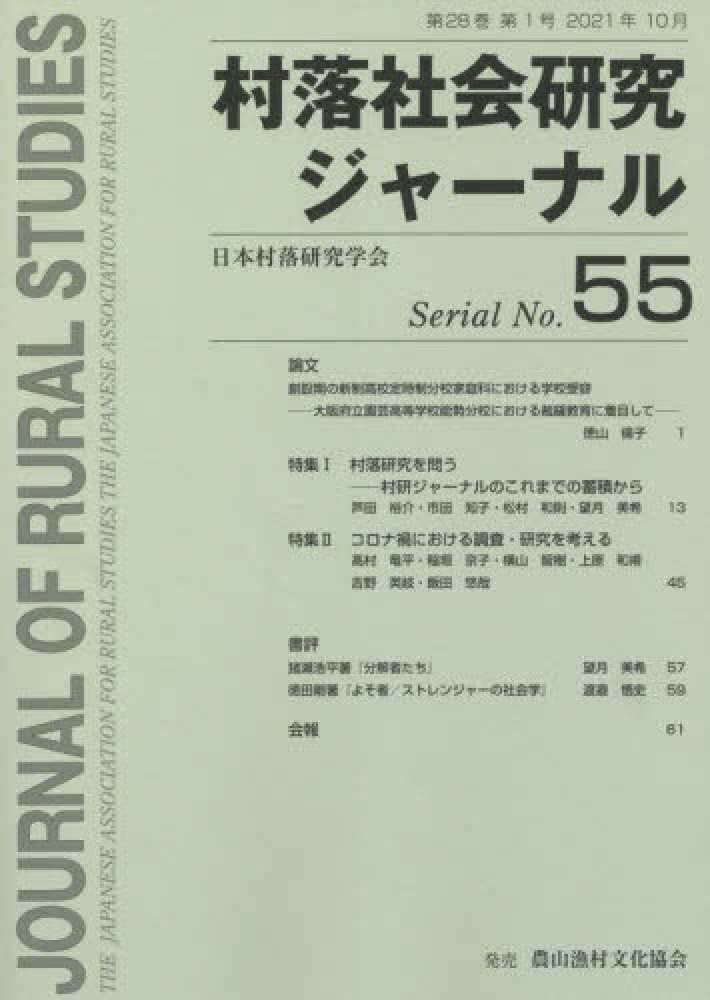 第28巻 第1号 2021年 10月
村落社会研究
ジャーナル
日本村落研究学会
Serial No. 55
論文
創設期の新制高校定時制分校家庭科における学校受容
――大阪府立園芸高等学校能勢分校における裁縫教育に着目して――
徳山 倫子 1
特集Ⅰ 村落研究を問う
――村研ジャーナルのこれまでの蓄積から
芦田 裕介・市田 知子・松村 和則・望月 美希 13
特集Ⅱ コロナ禍における調査・研究を考える
高村 竜平・稲垣 京子・横山 智樹・上原 和甫
吉野 英岐・飯田 悠哉 45
書評
諸瀬浩平著『分解者たち』 望月 美希 57
徳田剛著『よそ者／ストレンジャーの社会学』 渡邉 悟史 59
会報 61
発売 農山漁村文化協会
JOURNAL OF RURAL STUDIES
THE JAPANESE ASSOCIATION FOR RURAL STUDIES THE JAPANESE ASSOCIATION FOR RURAL STUDIES